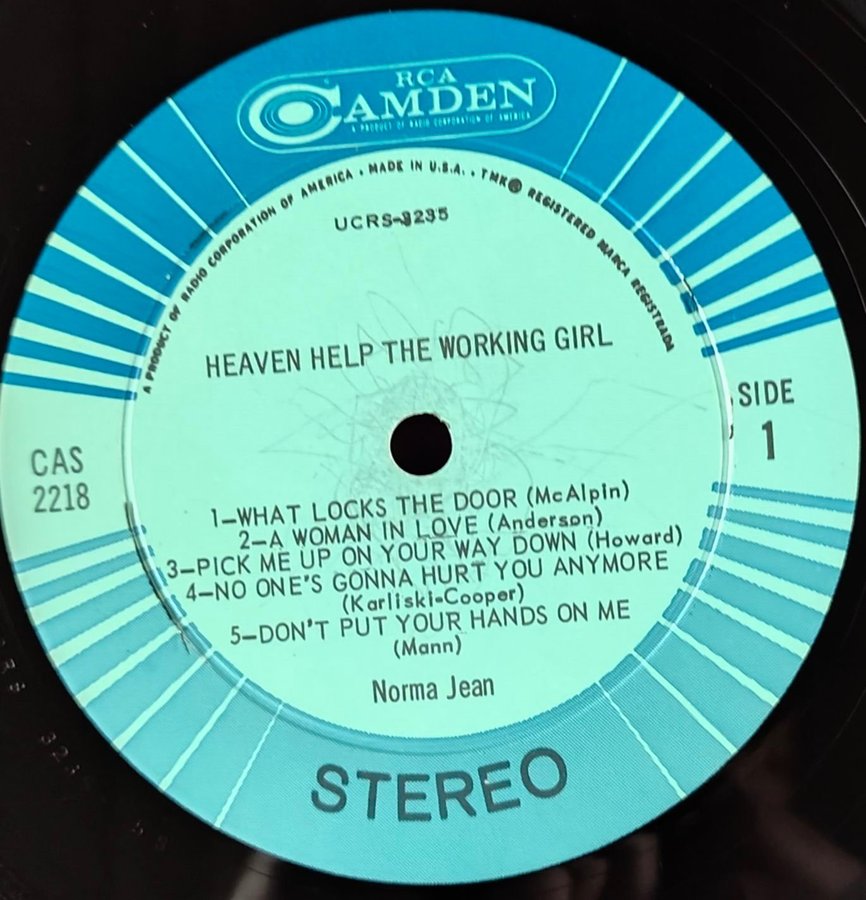 RCA
CAMDEN
A PRODUCT OF RADIO CORPORATION OF AMERICA
A PRODUCT OF RADIO CORPORATION OF AMERICA • MADE IN U.S.A. • TMK® REGISTERED MARCA REGISTRADA
UCRS-3235
HEAVEN HELP THE WORKING GIRL
SIDE
1
CAS
2218
1—WHAT LOCKS THE DOOR (McAlpin)
2—A WOMAN IN LOVE (Anderson)
3—PICK ME UP ON YOUR WAY DOWN (Howard)
4—NO ONE'S GONNA HURT YOU ANYMORE
(Karliski-Cooper)
5—DON'T PUT YOUR HANDS ON ME
(Mann)
Norma Jean
STEREO